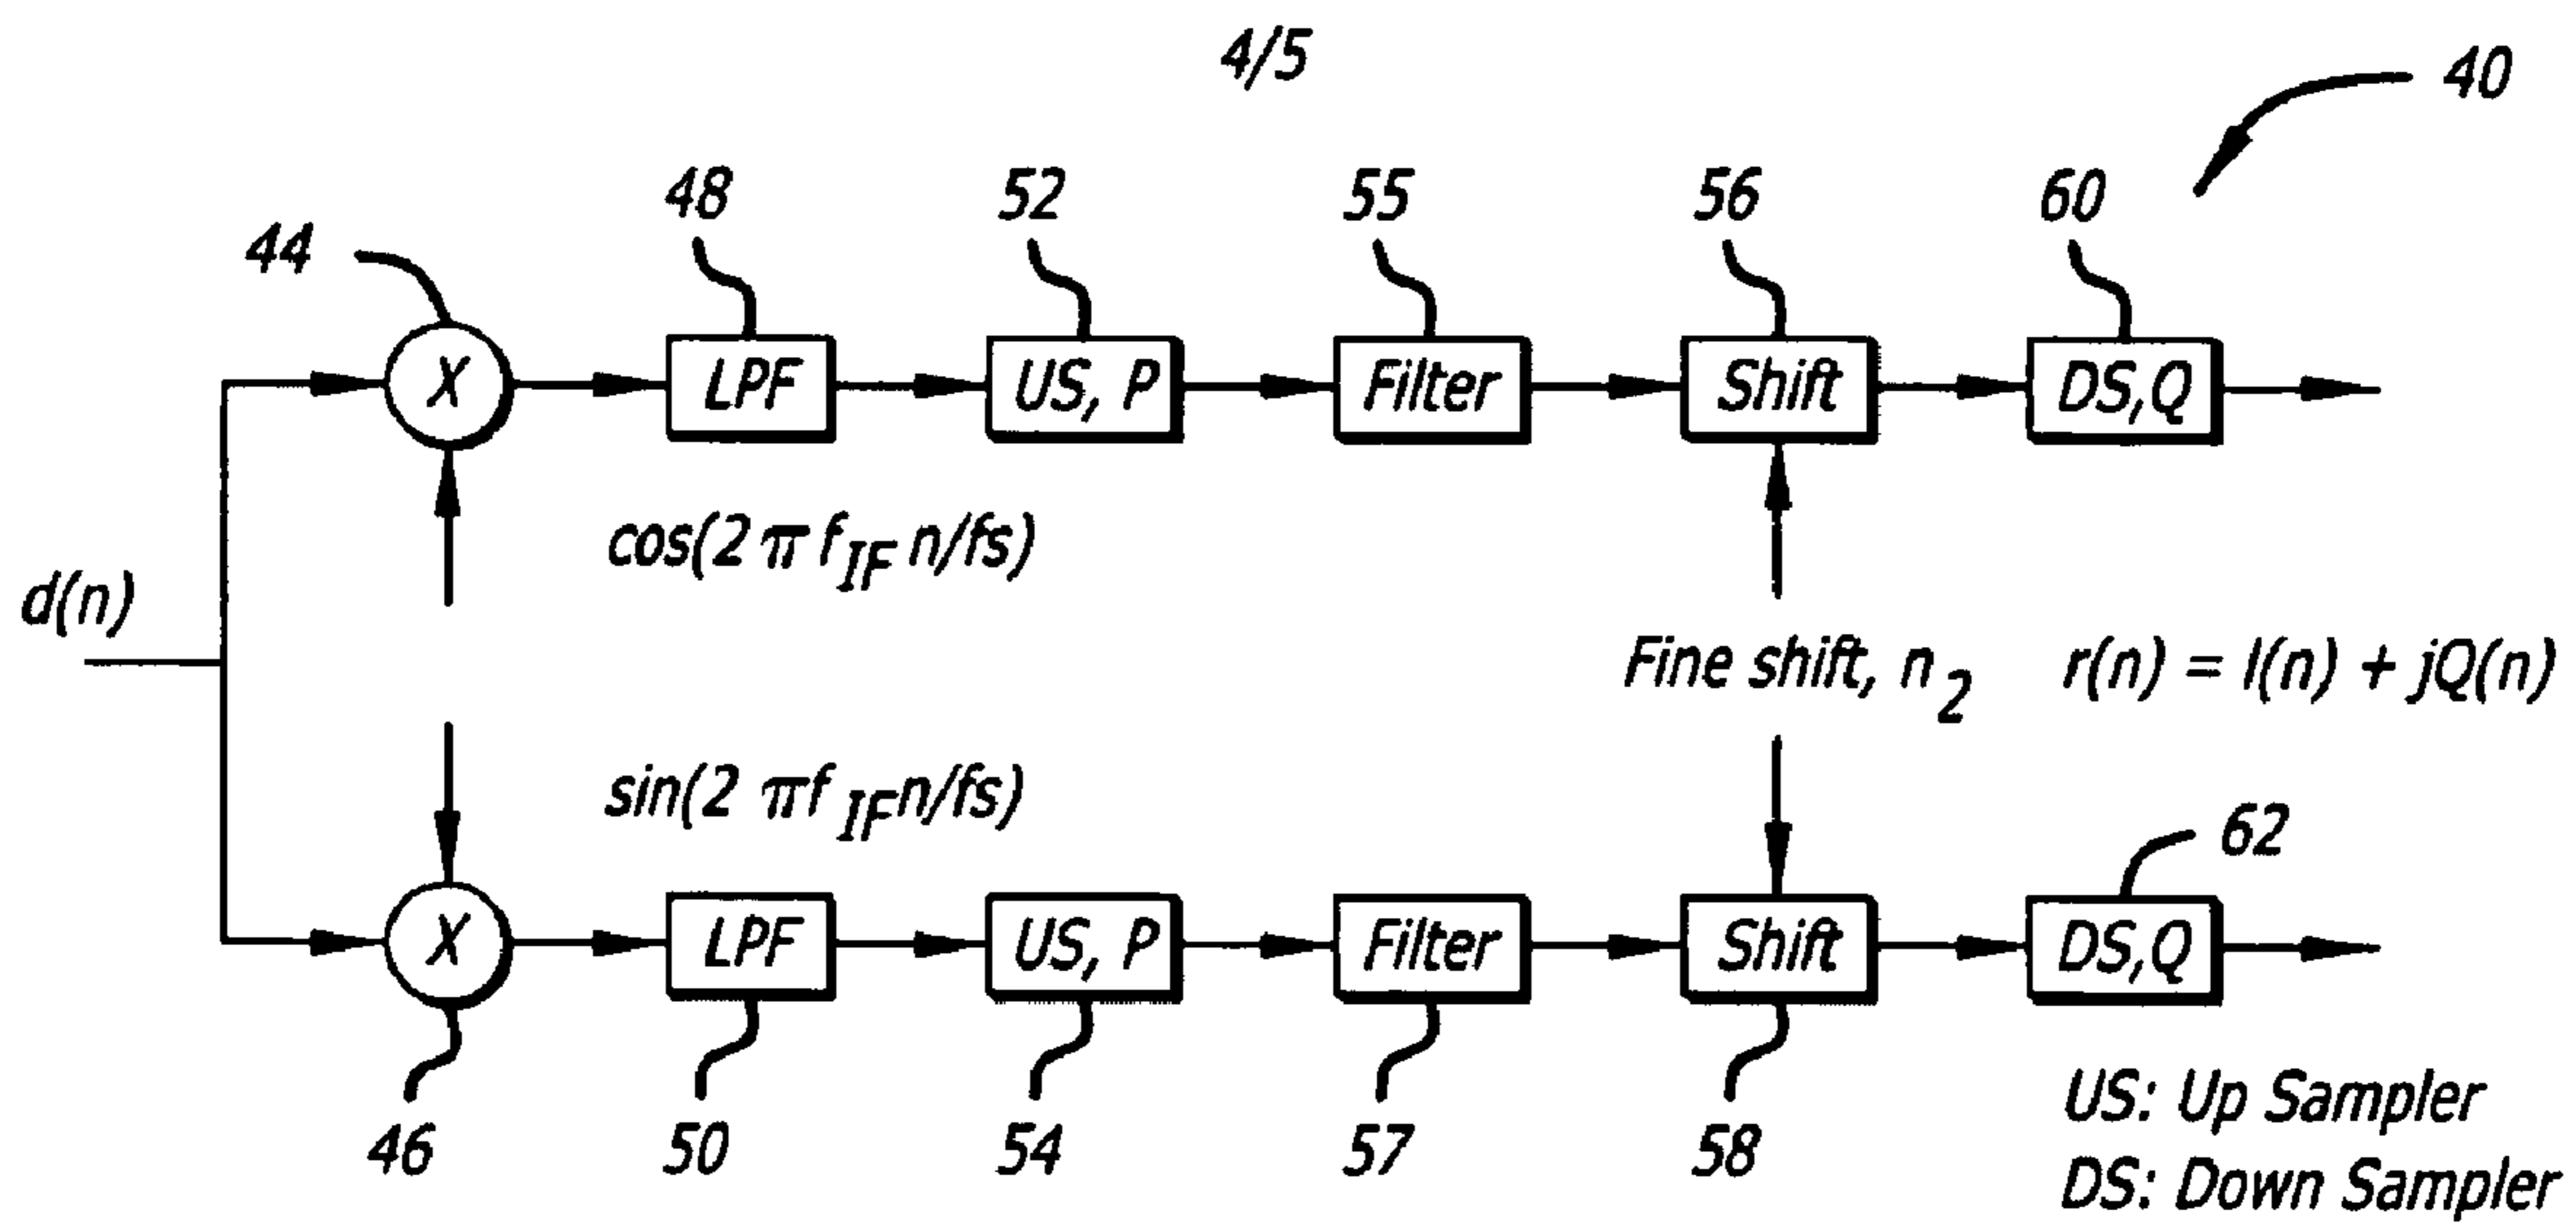 4/5
40
44
48
52
55
56
60
X
LPF
US, P
Filter
Shift
DS,Q
cos(2 π f IF n/fs)
d(n)
Fine shift, n 2
r(n) = I(n) + jQ(n)
sin(2 πf IF n/fs)
62
X
LPF
US, P
Filter
Shift
DS,Q
46
50
54
57
58
US: Up Sampler
DS: Down Sampler